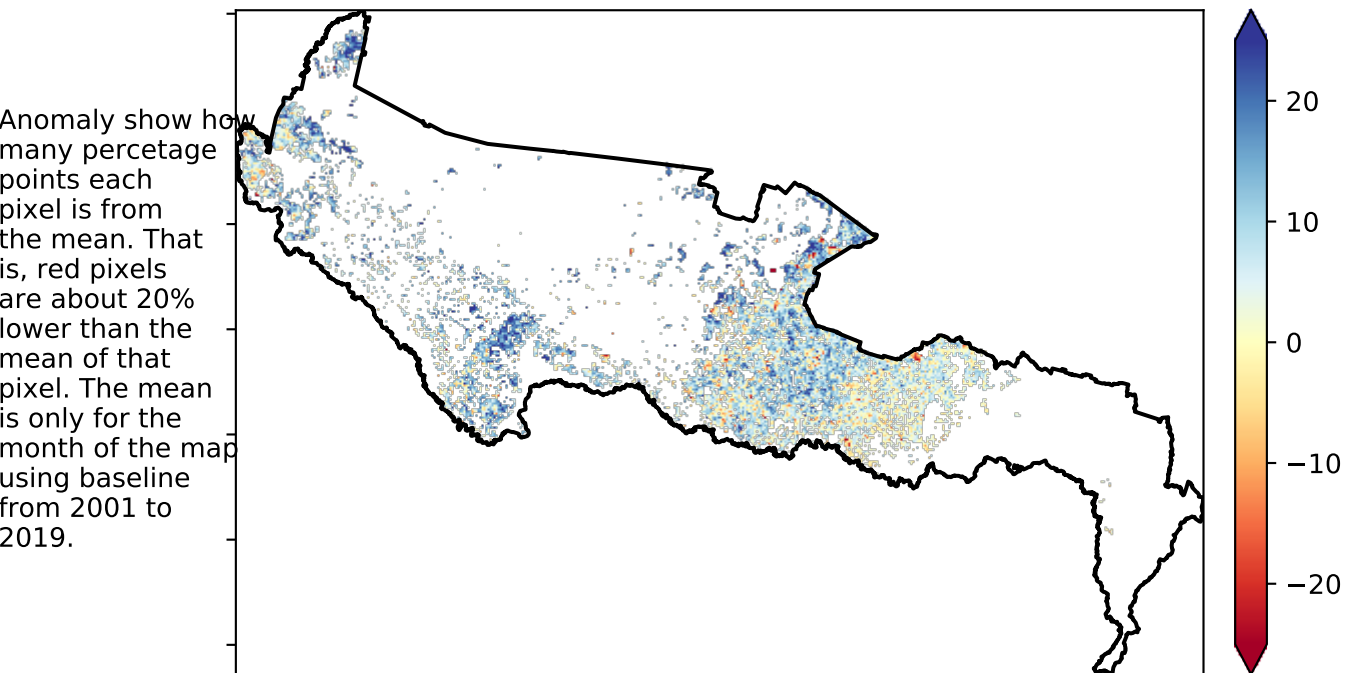 Anomaly show how
many percetage
points each
pixel is from
the mean. That
is, red pixels
are about 20%
lower than the
mean of that
pixel. The mean
is only for the
month of the map
using baseline
from 2001 to
2019.
20
10
0
−10
−20